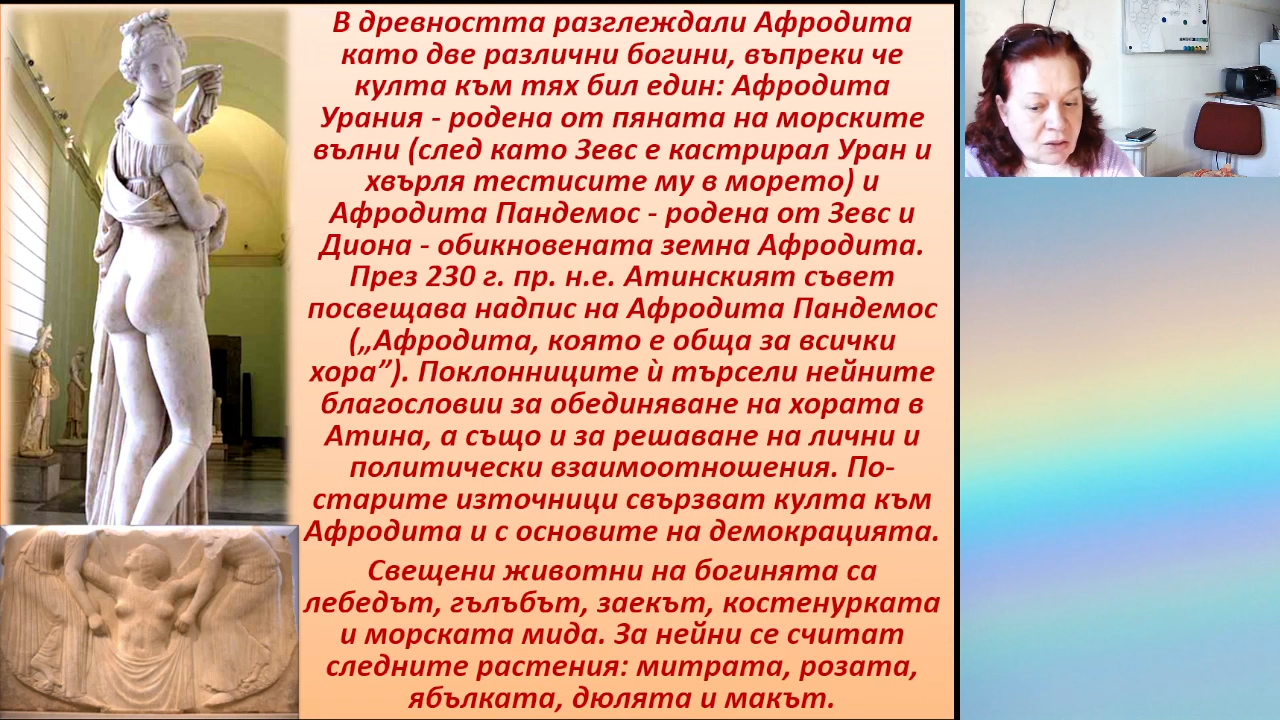 В древността разглеждали Афродита
като две различни богини, въпреки че
култа към тях бил един: Афродита
Урания - родена от пяната на морските
вълни (след като Зевс е кастрирал Уран и
хвърля тестисите му в морето) и
Афродита Пандемос - родена от Зевс и
Диона - обикновената земна Афродита.
През 230 г. пр. н.е. Атинският съвет
посвещава надпис на Афродита Пандемос
(„Афродита, която е обща за всички
хора”). Поклонниците ѝ търсели нейните
благословии за обединяване на хората в
Атина, а също и за решаване на лични и
политически взаимоотношения. По-
старите източници свързват култа към
Афродита и с основите на демокрацията.
Свещени животни на богинята са
лебедът, гълъбът, заекът, костенурката
и морската мида. За нейни се считат
следните растения: митрата, розата,
ябълката, дюлята и макът.